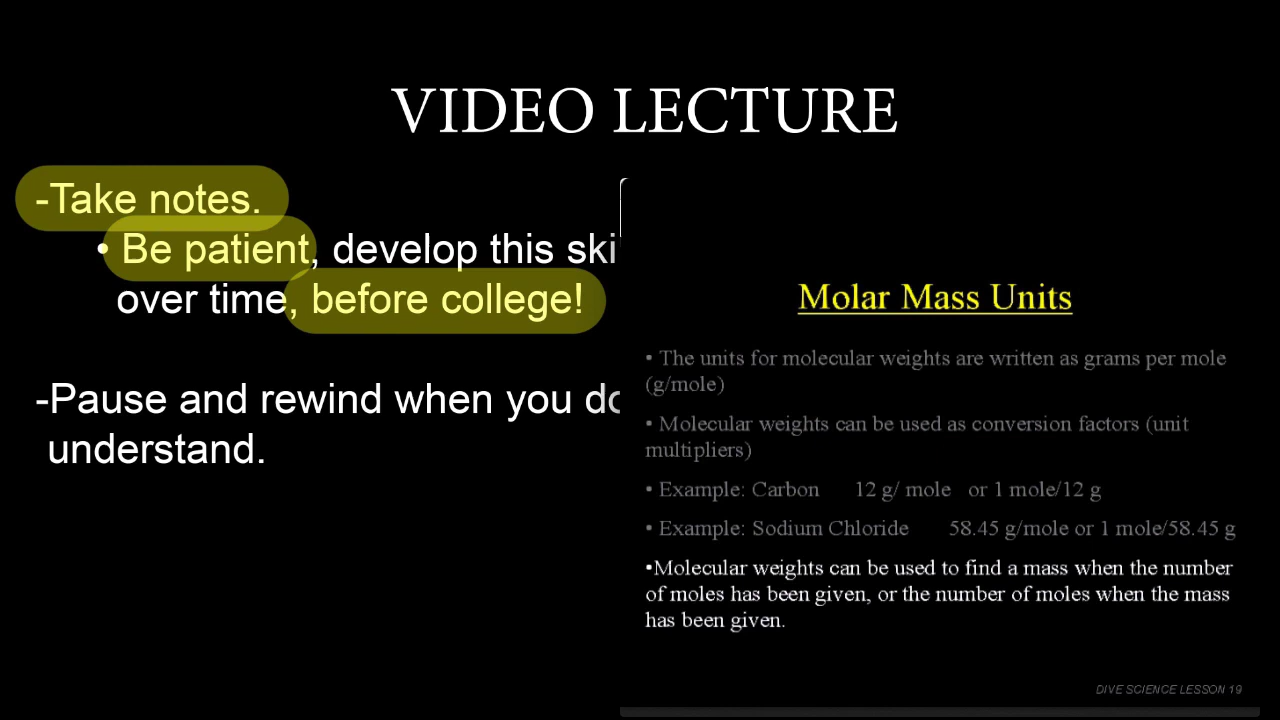 VIDEO LECTURE
-Take notes.
• Be patient, develop this ski
over time, before college!
-Pause and rewind when you do
understand.
Molar Mass Units
• The units for molecular weights are written as grams per mole
(g/mole)
• Molecular weights can be used as conversion factors (unit
multipliers)
• Example: Carbon 12 g/ mole or 1 mole/12 g
• Example: Sodium Chloride 58.45 g/mole or 1 mole/58.45 g
•Molecular weights can be used to find a mass when the number
of moles has been given, or the number of moles when the mass
has been given.
DIVE SCIENCE LESSON 19